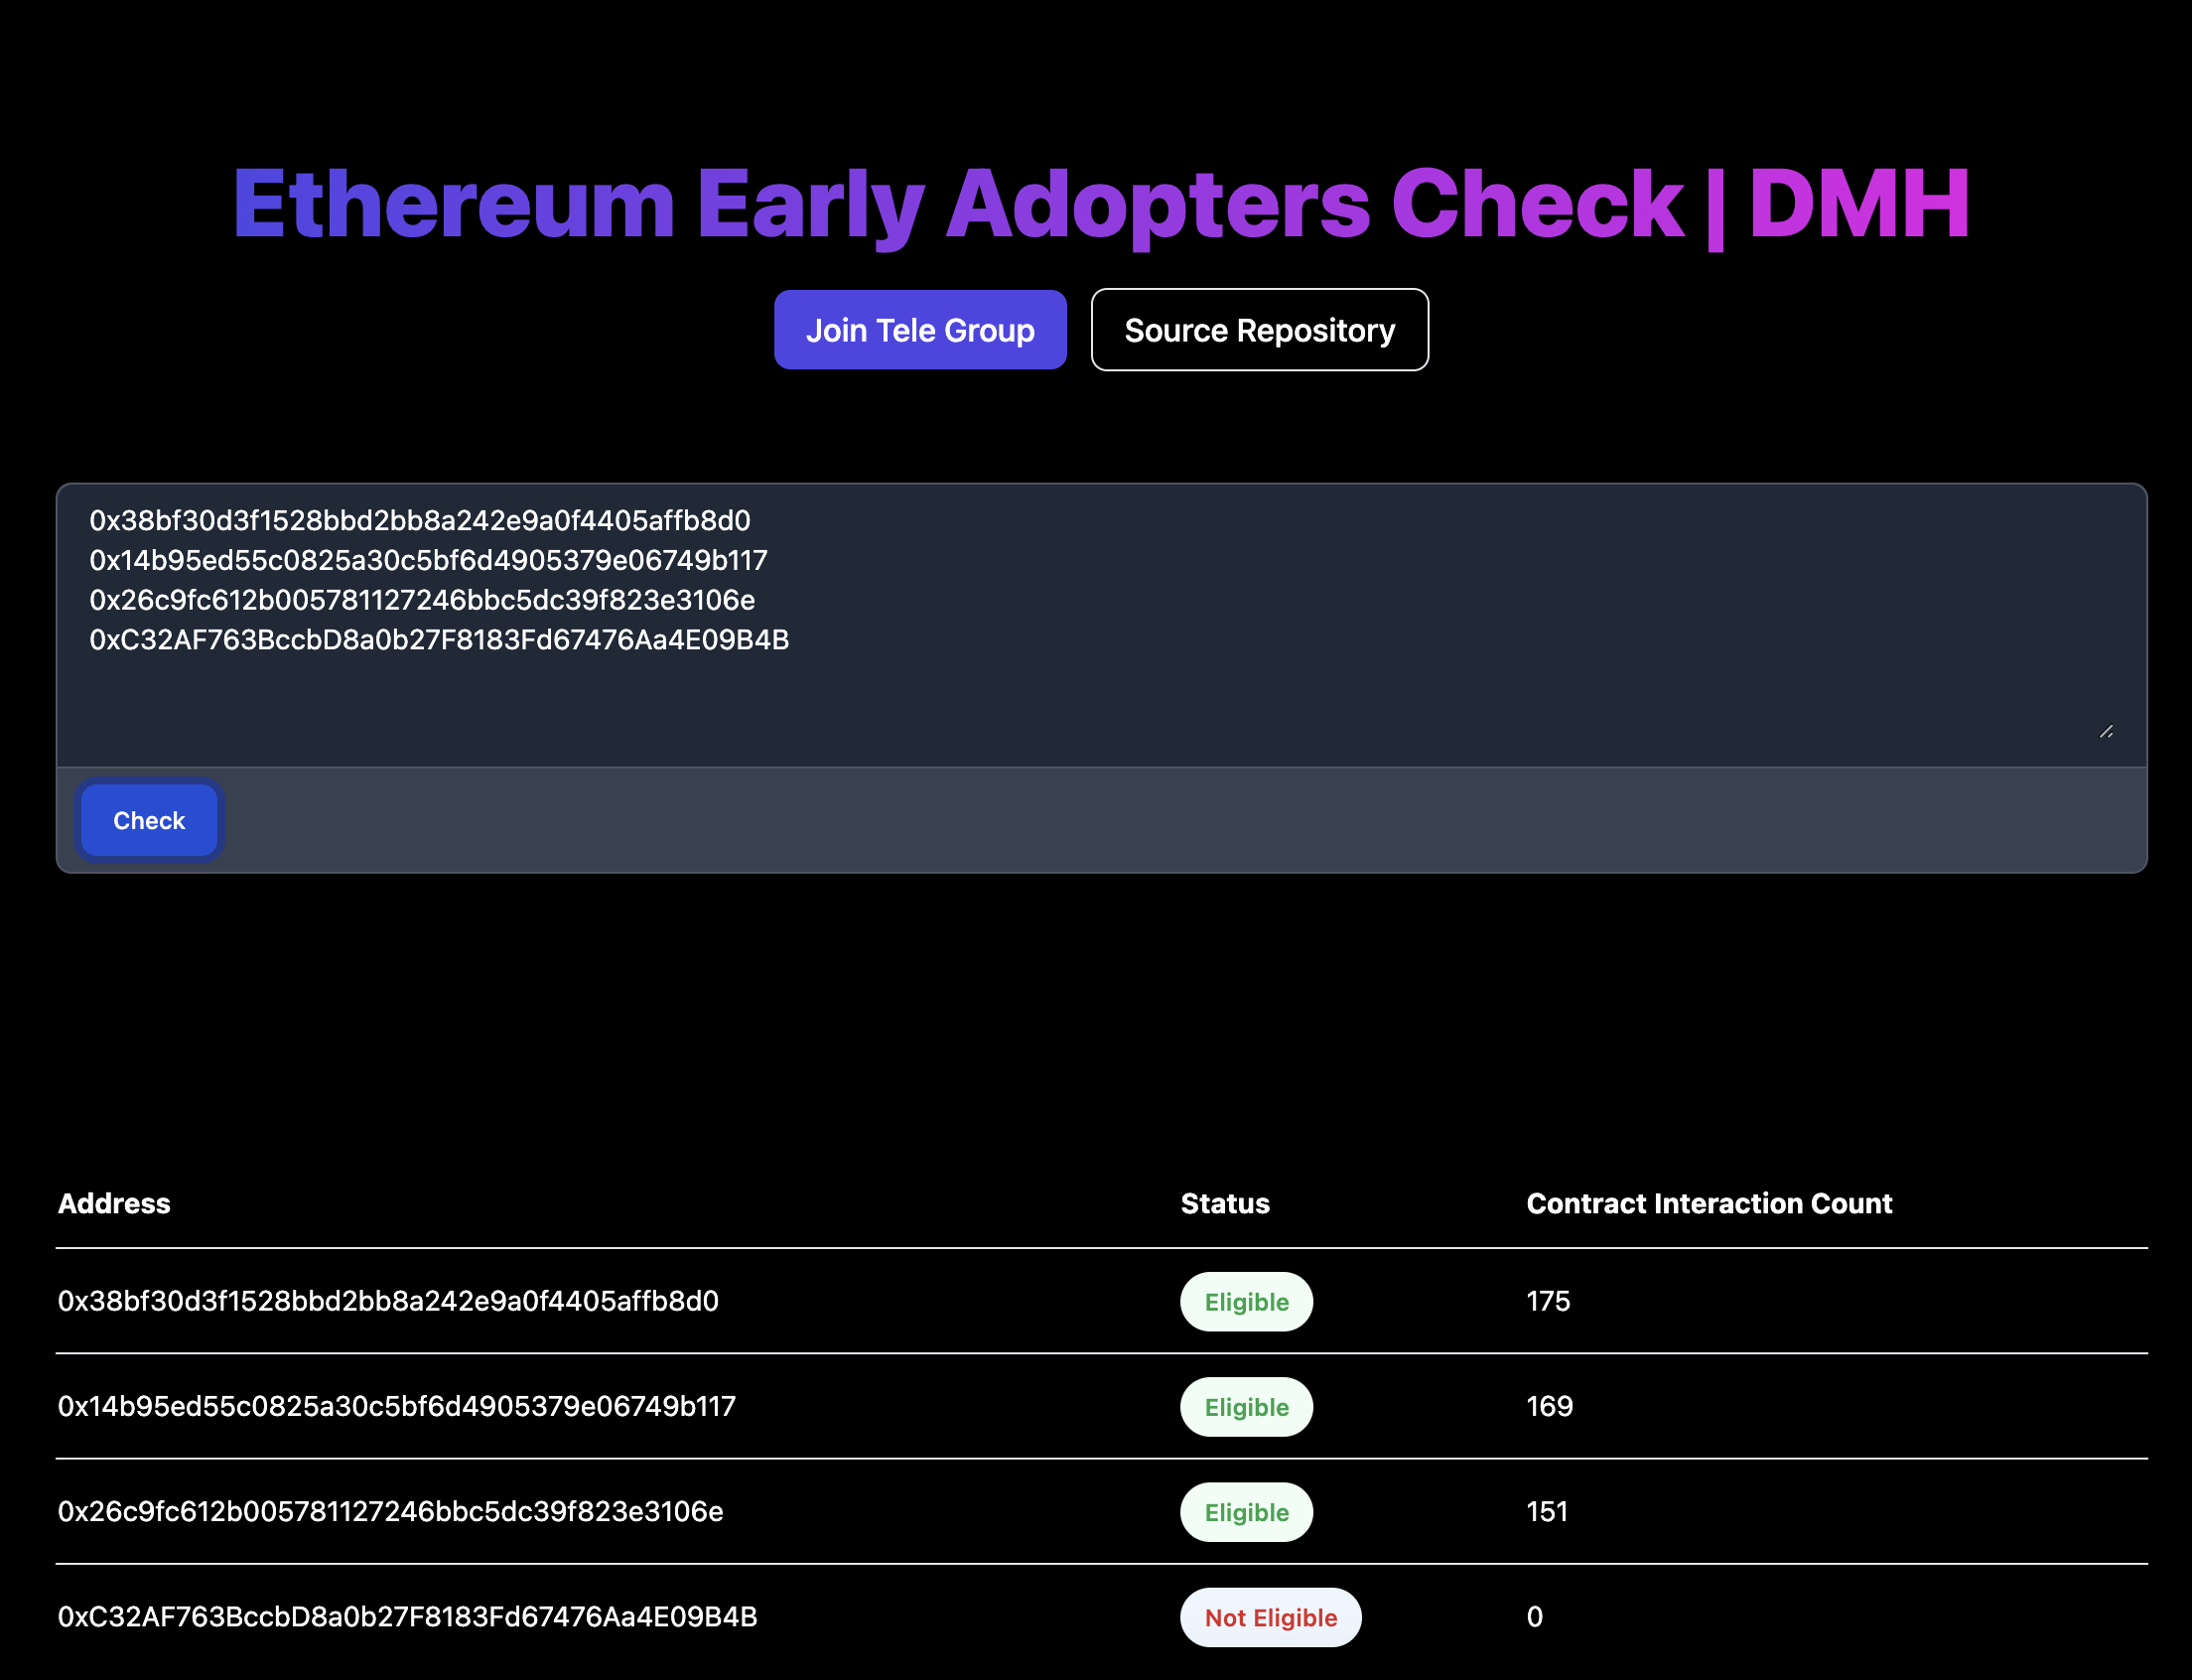 Ethereum Early Adopters Check | DMH
Join Tele Group Source Repository
0x38bf30d3f1528bbd2bb8a242e9a0f4405affb8d0
0x14b95ed55c0825a30c5bf6d4905379e06749b117
0x26c9fc612b005781127246bbc5dc39f823e3106e
0xC32AF763BccbD8a0b27F8183Fd67476Aa4E09B4B
Check
Address Status Contract Interaction Count
0x38bf30d3f1528bbd2bb8a242e9a0f4405affb8d0 Eligible 175
0x14b95ed55c0825a30c5bf6d4905379e06749b117 Eligible 169
0x26c9fc612b005781127246bbc5dc39f823e3106e Eligible 151
0xC32AF763BccbD8a0b27F8183Fd67476Aa4E09B4B Not Eligible 0